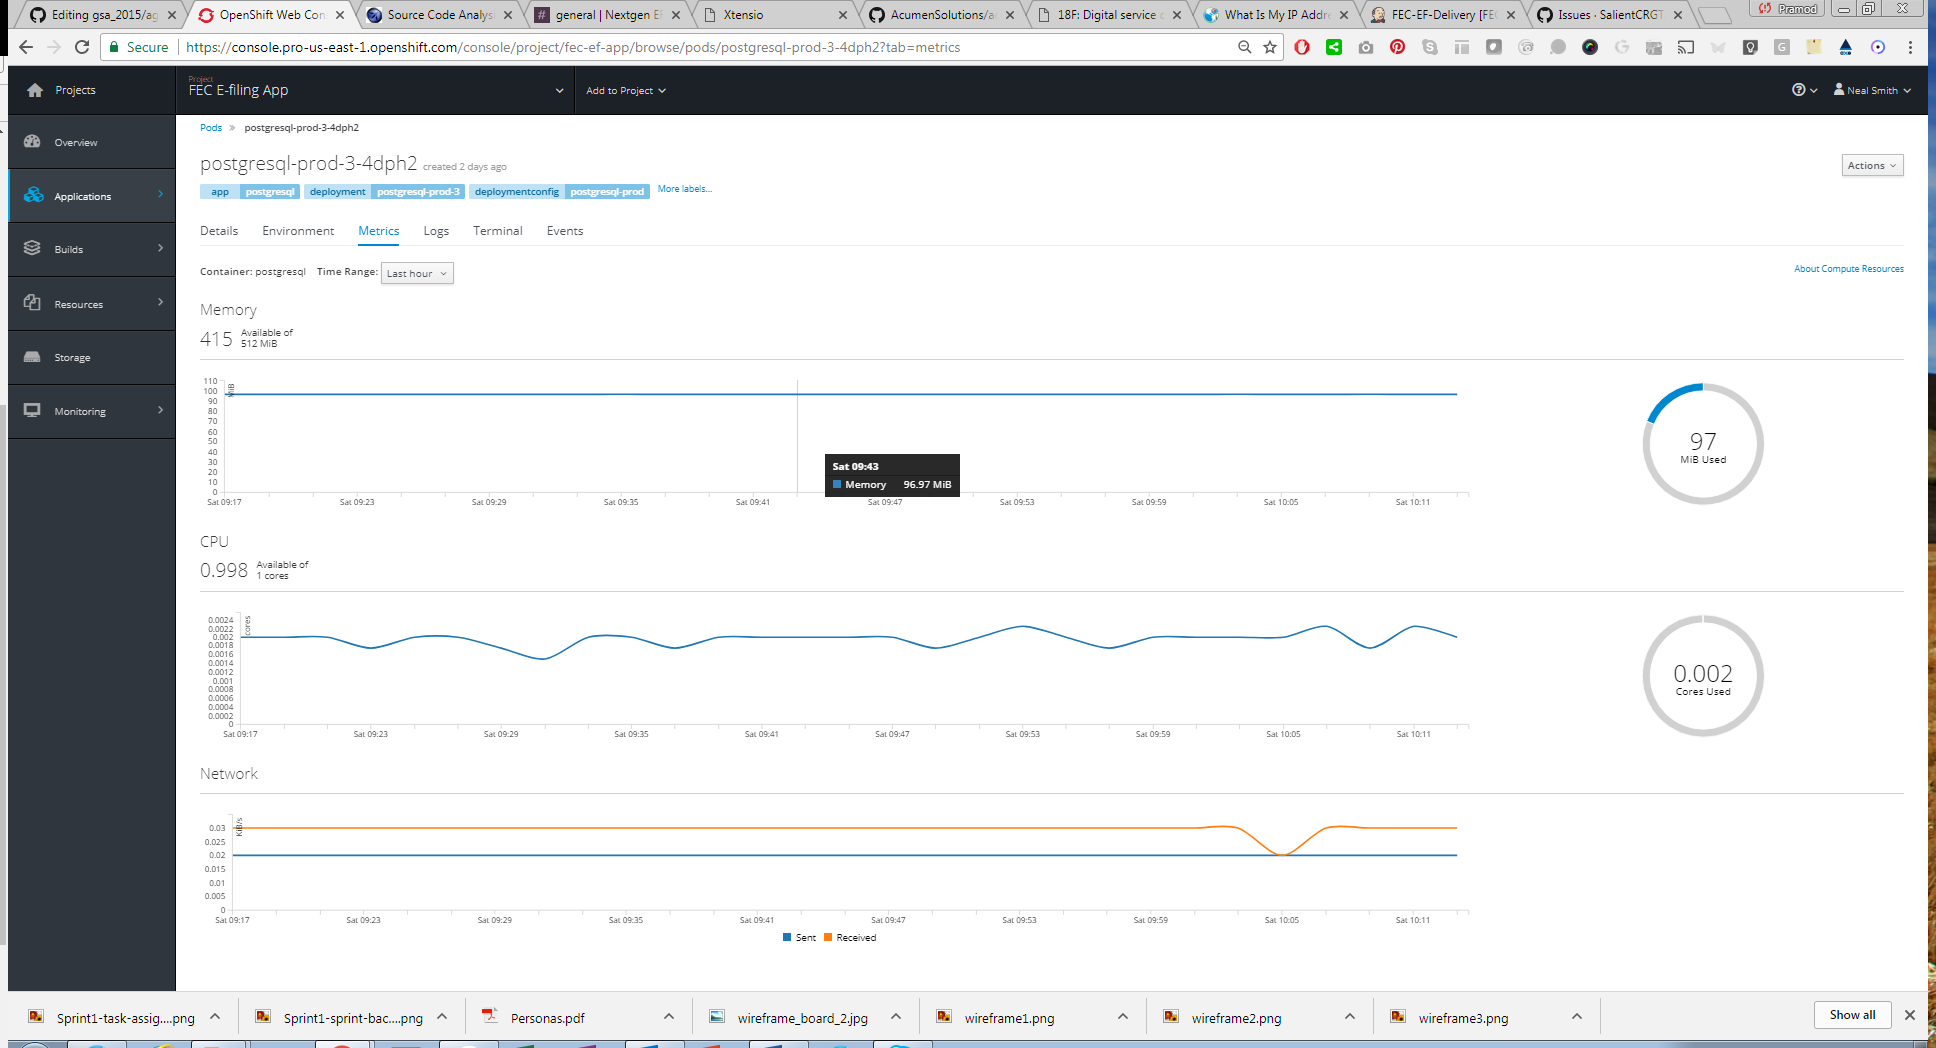 Editing gsa_2015/ag
OpenShift Web Con
Source Code Analysi
general | Nextgen EF
Xtensio
AcumenSolutions/a
18F: Digital service
What Is My IP Addre
FEC-EF-Delivery [FEC
Issues · SalientCRGT
Pramod
Secure
https://console.pro-us-east-1.openshift.com/console/project/fec-ef-app/browse/pods/postgresql-prod-3-4dph2?tab=metrics
Projects
Project
FEC E-filing App
Add to Project
Neal Smith
Overview
Applications
Builds
Resources
Storage
Monitoring
Pods » postgresql-prod-3-4dph2
postgresql-prod-3-4dph2 created 2 days ago
Actions
app postgresql deployment postgresql-prod-3 deploymentconfig postgresql-prod More labels...
Details Environment Metrics Logs Terminal Events
Container: postgresql Time Range: Last hour
About Compute Resources
Memory
415 Available of
512 MiB
MiB
110
100
90
80
70
60
50
40
30
20
10
0
Sat 09:17 Sat 09:23 Sat 09:29 Sat 09:35 Sat 09:41 Sat 09:47 Sat 09:53 Sat 09:59 Sat 10:05 Sat 10:11
Sat 09:43
Memory 96.97 MiB
97
MiB Used
CPU
0.998 Available of
1 cores
cores
0.0024
0.0022
0.002
0.0018
0.0016
0.0014
0.0012
0.001
0.0008
0.0006
0.0004
0.0002
0
Sat 09:17 Sat 09:23 Sat 09:29 Sat 09:35 Sat 09:41 Sat 09:47 Sat 09:53 Sat 09:59 Sat 10:05 Sat 10:11
0.002
Cores Used
Network
KiB/s
0.03
0.025
0.02
0.015
0.01
0.005
0
Sat 09:17 Sat 09:23 Sat 09:29 Sat 09:35 Sat 09:41 Sat 09:47 Sat 09:53 Sat 09:59 Sat 10:05 Sat 10:11
Sent Received
Sprint1-task-assig....png
Sprint1-sprint-bac....png
Personas.pdf
wireframe_board_2.jpg
wireframe1.png
wireframe2.png
wireframe3.png
Show all